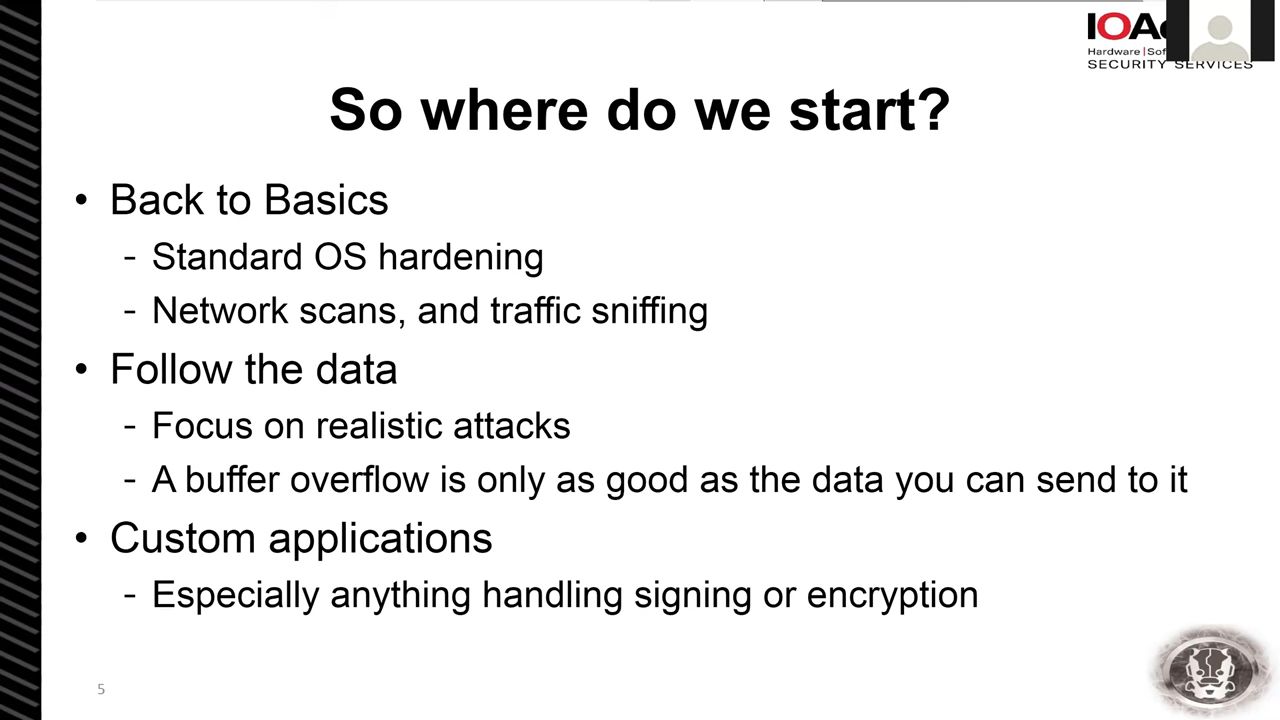 Hardware
SECURITY SERVICES
So where do we start?
• Back to Basics
- Standard OS hardening
- Network scans, and traffic sniffing
• Follow the data
- Focus on realistic attacks
- A buffer overflow is only as good as the data you can send to it
• Custom applications
- Especially anything handling signing or encryption
5